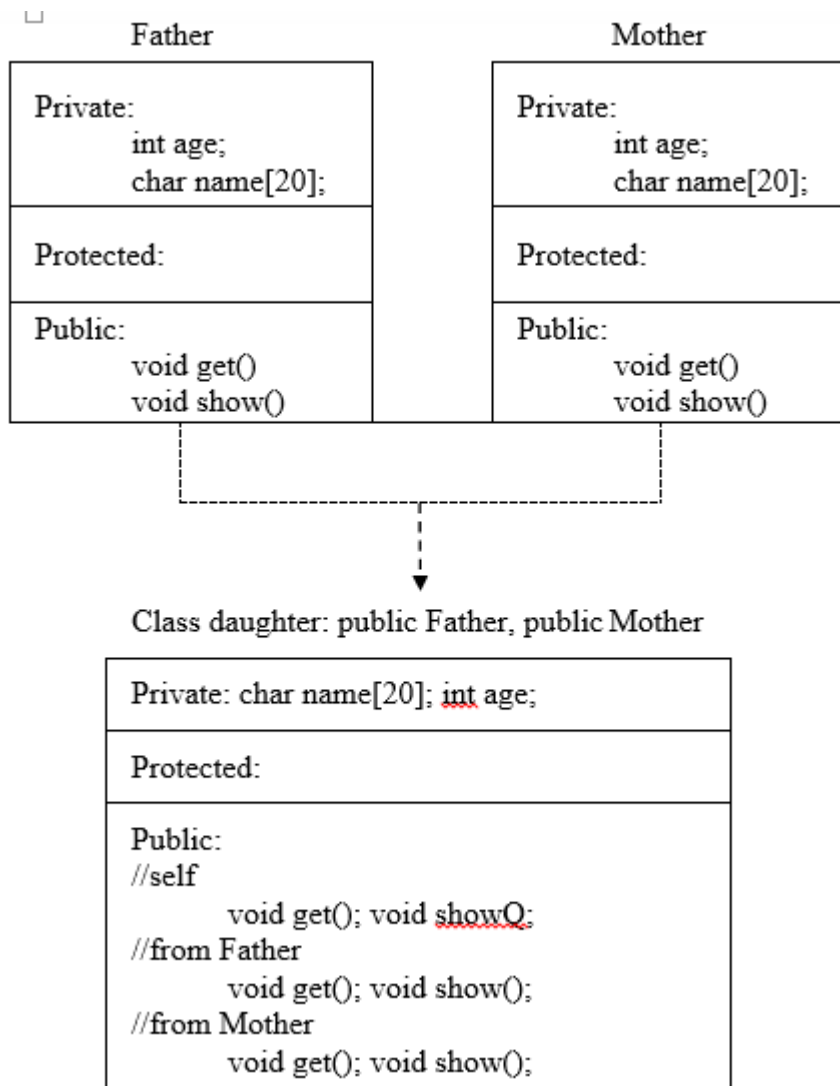 Father
Private:
int age;
char name[20];
Protected:
Public:
void get()
void show()
Mother
Private:
int age;
char name[20];
Protected:
Public:
void get()
void show()
Class daughter: public Father, public Mother
Private: char name[20]; int age;
Protected:
Public:
//self
void get(); void showQ;
//from Father
void get(); void show();
//from Mother
void get(); void show();